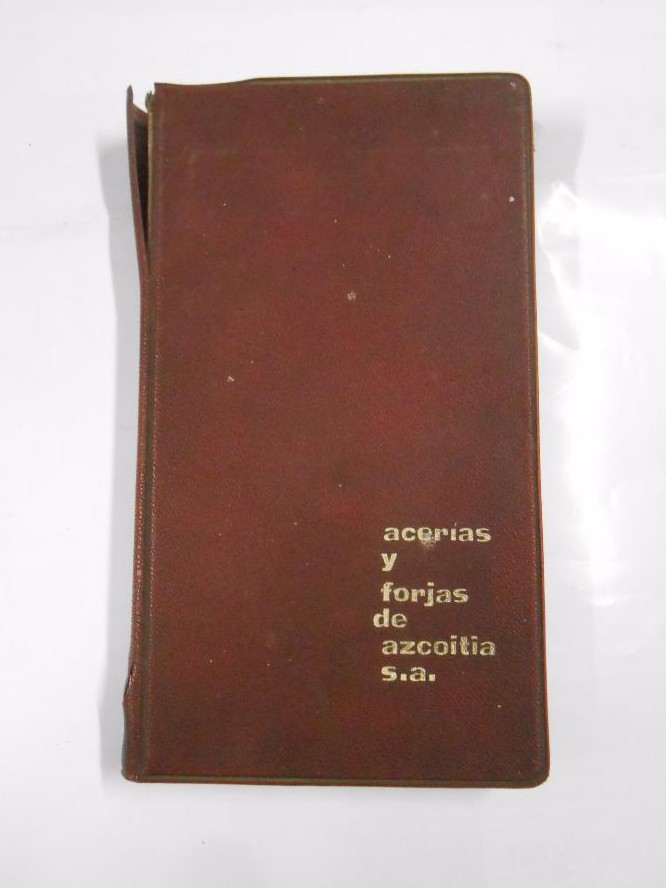 acerías
y
forjas
de
azcoitia
s.a.